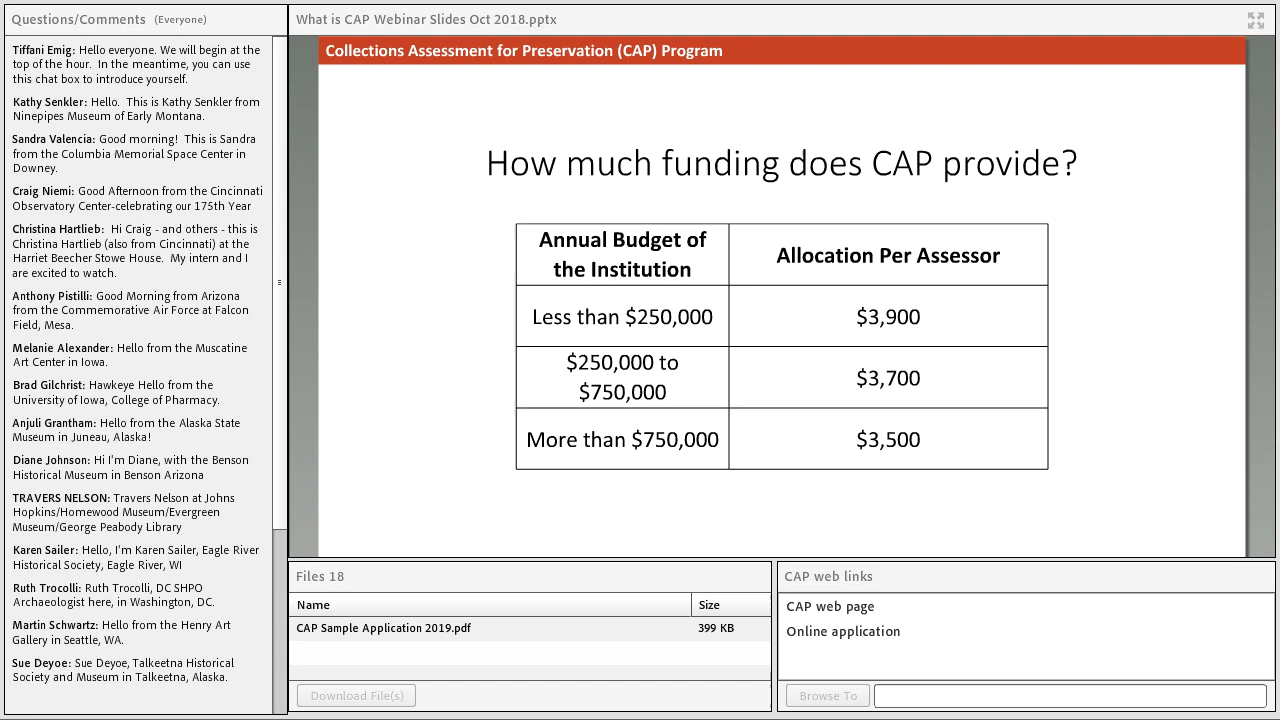 Questions/Comments (Everyone)
Tiffani Emig: Hello everyone. We will begin at the
top of the hour. In the meantime, you can use
this chat box to introduce yourself.
Kathy Senkler: Hello. This is Kathy Senkler from
Ninepipes Museum of Early Montana.
Sandra Valencia: Good morning! This is Sandra
from the Columbia Memorial Space Center in
Downey.
Craig Niemi: Good Afternoon from the Cincinnati
Observatory Center-celebrating our 175th Year
Christina Hartlieb: Hi Craig - and others - this is
Christina Hartlieb (also from Cincinnati) at the
Harriet Beecher Stowe House. My intern and I
are excited to watch.
Anthony Pistilli: Good Morning from Arizona
from the Commemorative Air Force at Falcon
Field, Mesa.
Melanie Alexander: Hello from the Muscatine
Art Center in Iowa.
Brad Gilchrist: Hawkeye Hello from the
University of Iowa, College of Pharmacy.
Anjuli Grantham: Hello from the Alaska State
Museum in Juneau, Alaska!
Diane Johnson: Hi I'm Diane, with the Benson
Historical Museum in Benson Arizona
TRAVERS NELSON: Travers Nelson at Johns
Hopkins/Homewood Museum/Evergreen
Museum/George Peabody Library
Karen Sailer: Hello, I'm Karen Sailer, Eagle River
Historical Society, Eagle River, WI
Ruth Trocolli: Ruth Trocolli, DC SHPO
Archaeologist here, in Washington, DC.
Martin Schwartz: Hello from the Henry Art
Gallery in Seattle, WA.
Sue Deyoe: Sue Deyoe, Talkeetna Historical
Society and Museum in Talkeetna, Alaska.
What is CAP Webinar Slides Oct 2018.pptx
Collections Assessment for Preservation (CAP) Program
How much funding does CAP provide?
Annual Budget of
the Institution
Allocation Per Assessor
Less than $250,000
$3,900
$250,000 to
$750,000
$3,700
More than $750,000
$3,500
Files 18
Name
Size
CAP Sample Application 2019.pdf
399 KB
Download File(s)
CAP web links
CAP web page
Online application
Browse To